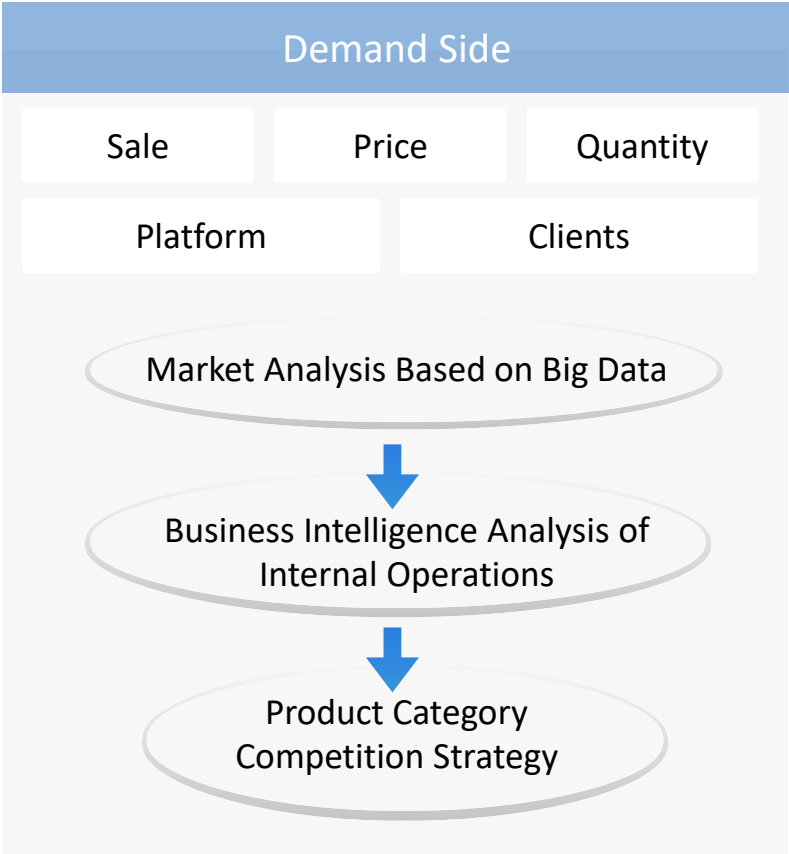 Demand Side
Sale
Price
Quantity
Platform
Clients
Market Analysis Based on Big Data
Business Intelligence Analysis of
Internal Operations
Product Category
Competition Strategy